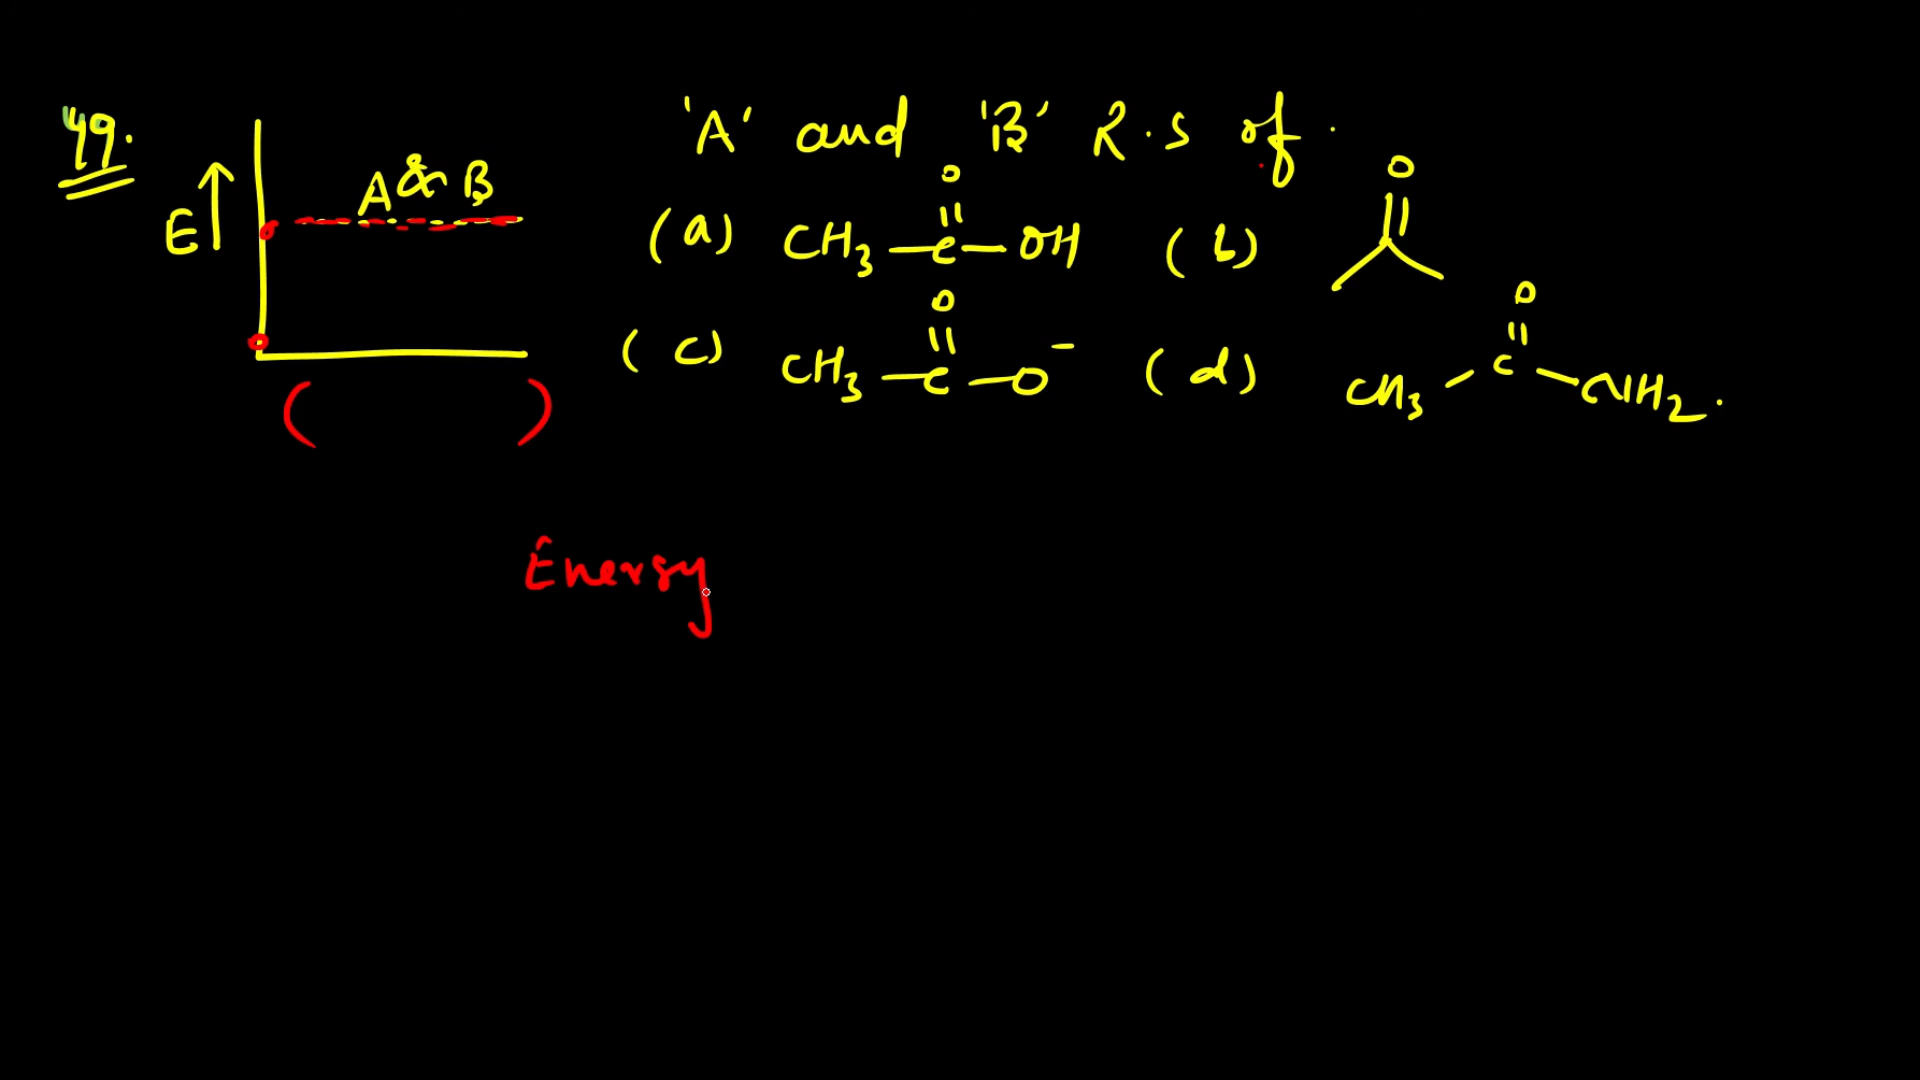 49.
'A' and 'B' R.S of.
E
A & B
(a) CH3-C-OH (b)
O
O
(c) CH3-C-O- (d) CH3-C-NH2.
O
O
( )
Energy